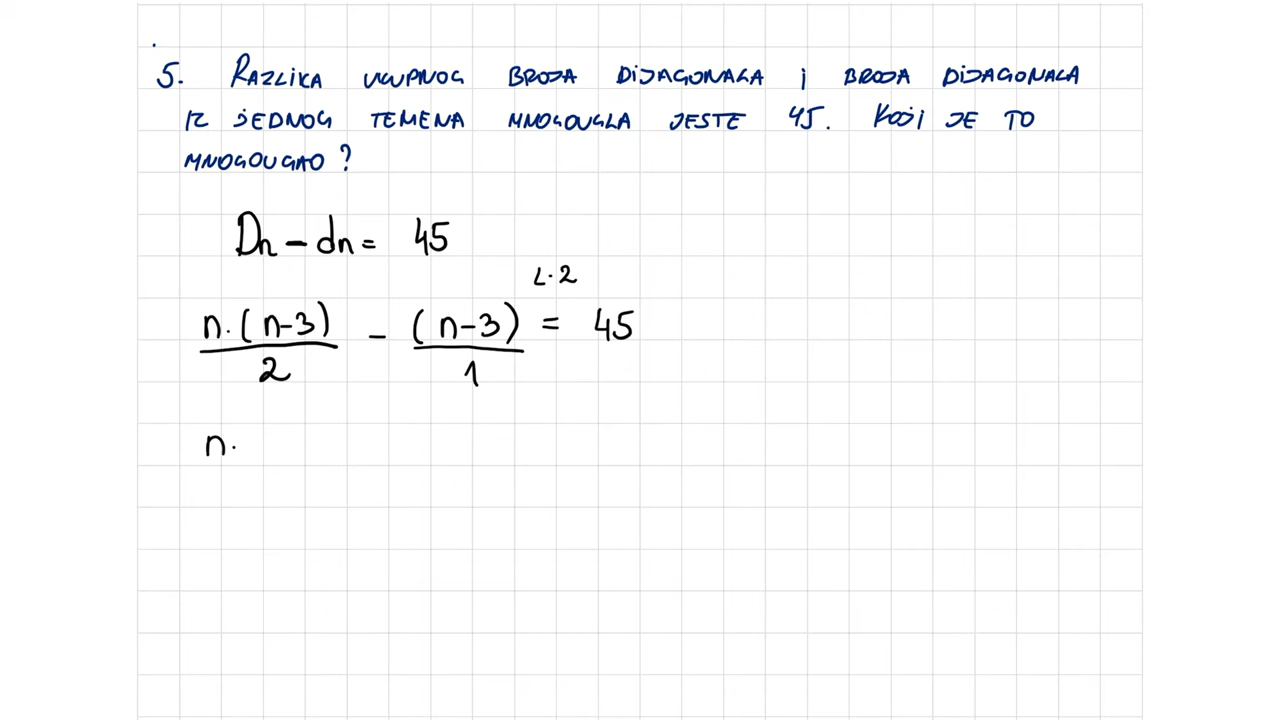 5. RAZLIKA UKUPNOG BROJA DIJAGONALA I BROJA DIJAGONALA
IZ JEDNOG TEMENA MNOGOUGLA JESTE 45. KOJI JE TO
MNOGOUGAO?
Dn - dn = 45
L·2
n·(n-3)/2 - (n-3)/1 = 45
n·